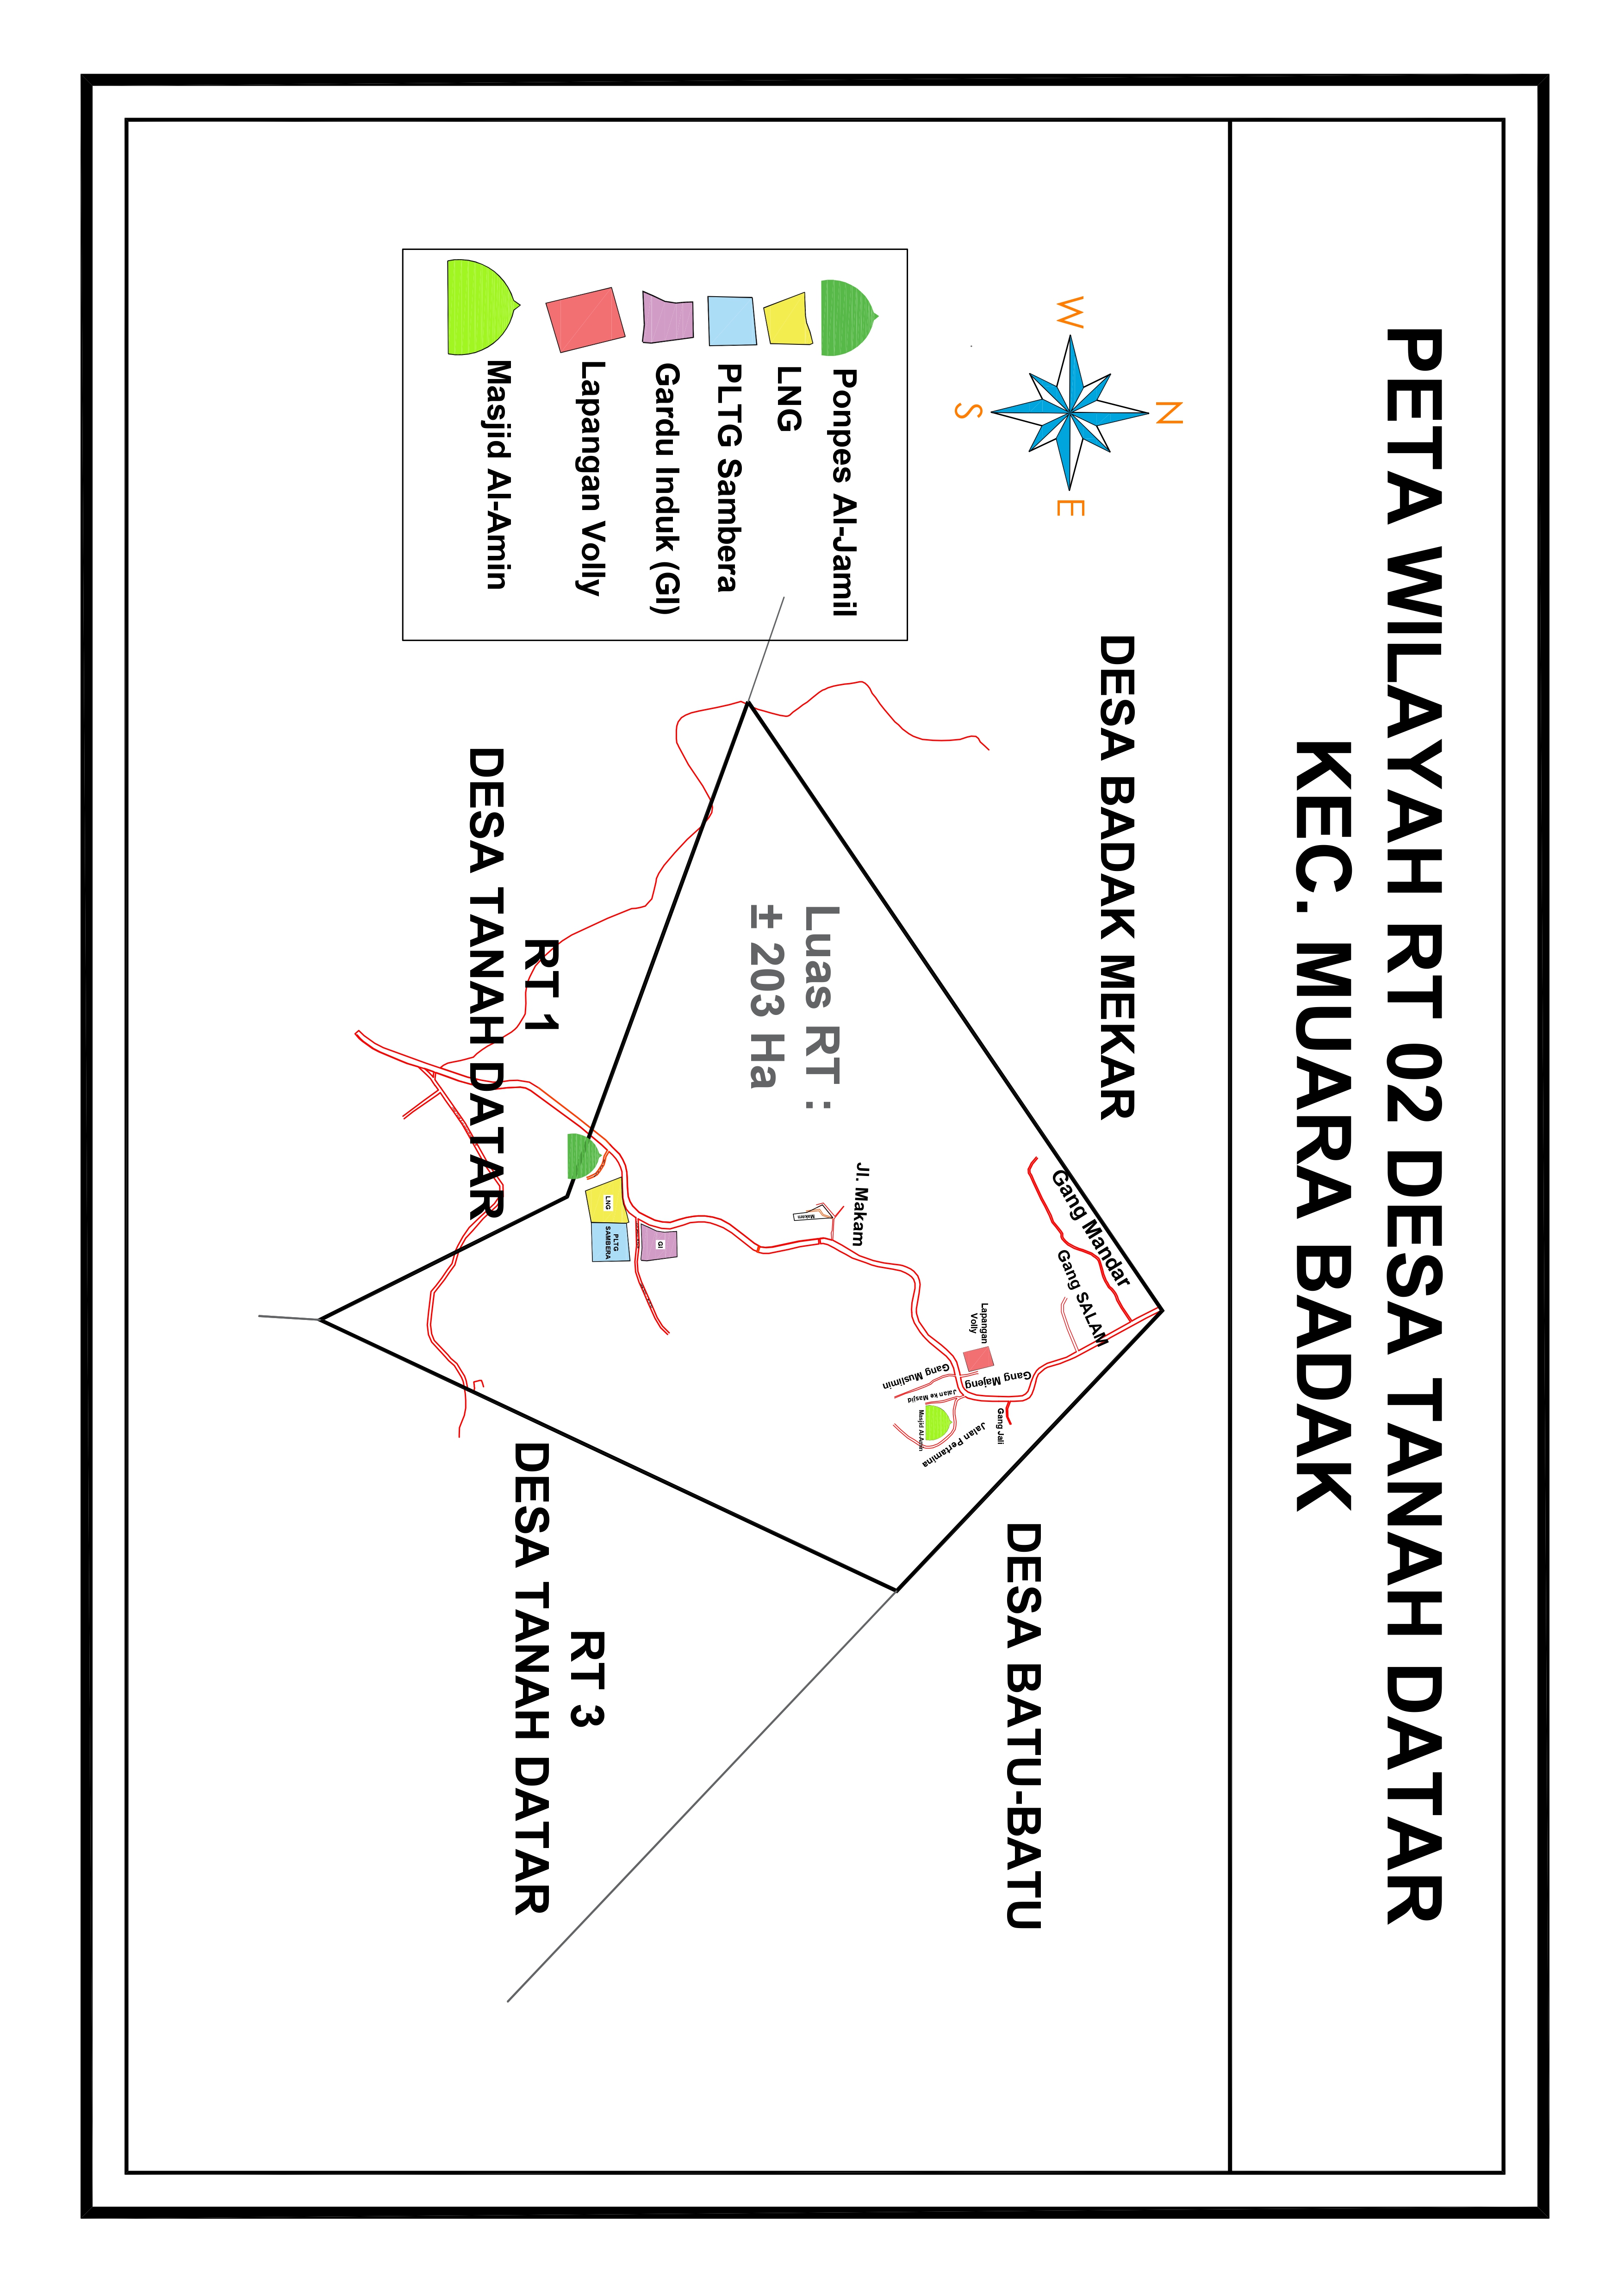 PETA WILAYAH RT 02 DESA TANAH DATAR
KEC. MUARA BADAK
N
W
E
S
DESA BADAK MEKAR
DESA BATU-BATU
Gang Mandar
Gang SALAM
Gang Majeng
Gang Jali
Lapangan
Volly
Jalan Pertamina
Jalan ke Masjid
Gang Muslimin
Masjid Al-Amin
Jl. Makam
Makam
Luas RT :
± 203 Ha
GI
LNG
PLTG
SAMBERA
RT 1
DESA TANAH DATAR
RT 3
DESA TANAH DATAR
Ponpes Al-Jamil
LNG
PLTG Sambera
Gardu Induk (GI)
Lapangan Volly
Masjid Al-Amin